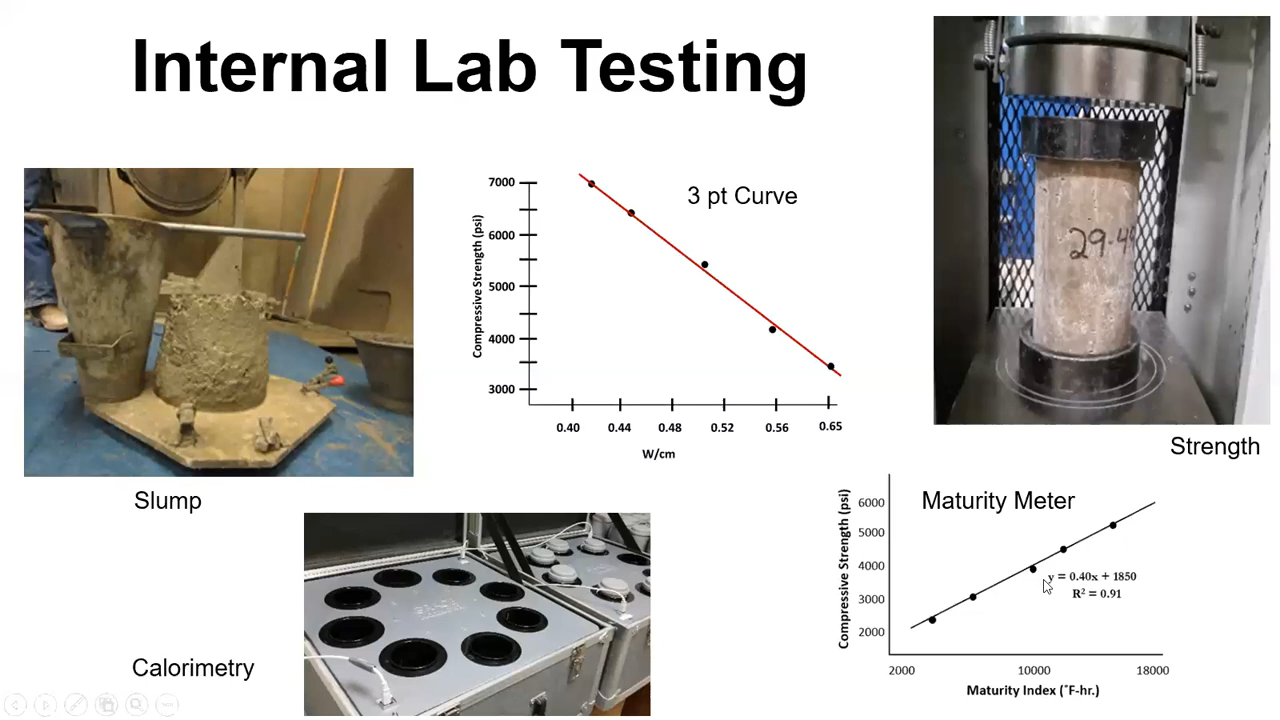 Internal Lab Testing
3 pt Curve
Compressive Strength (psi)
7000
6000
5000
4000
3000
0.40 0.44 0.48 0.52 0.56 0.65
W/cm
29-4
Strength
Slump
Maturity Meter
Compressive Strength (psi)
6000
5000
4000
3000
2000
y = 0.40x + 1850
R² = 0.91
2000 10000 18000
Maturity Index (˚F-hr.)
Calorimetry